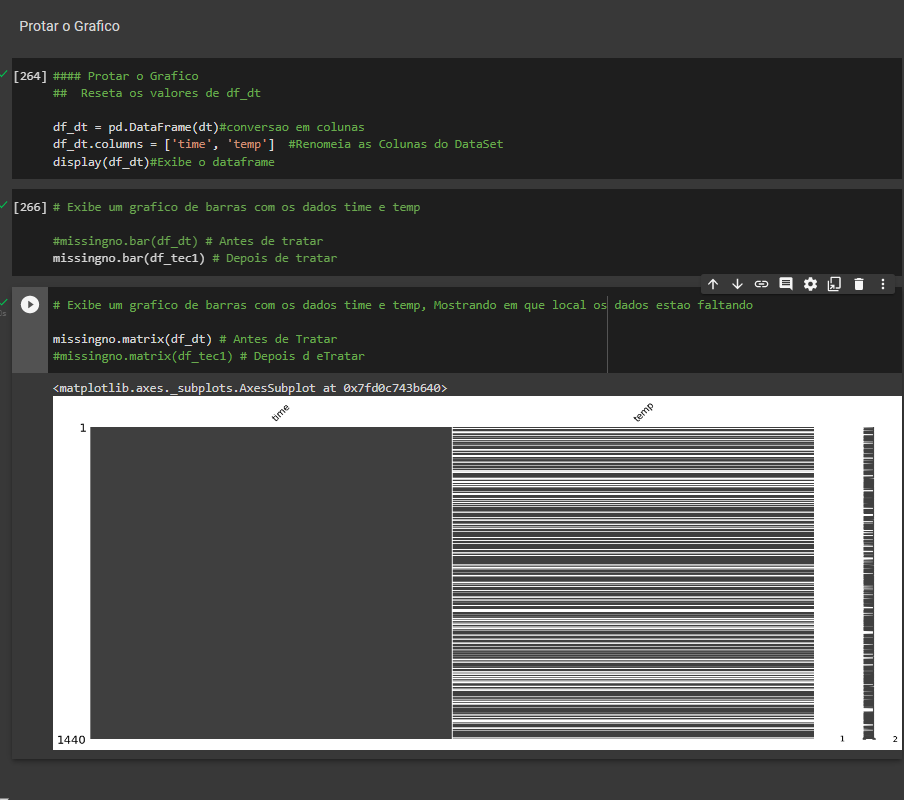 Protar o Grafico
[264] #### Protar o Grafico
##  Reseta os valores de df_dt
df_dt = pd.DataFrame(dt)#conversao em colunas
df_dt.columns = ['time', 'temp']  #Renomeia as Colunas do DataSet
display(df_dt)#Exibe o dataframe
[266] # Exibe um grafico de barras com os dados time e temp
#missingno.bar(df_dt) # Antes de tratar
missingno.bar(df_tec1) # Depois de tratar
# Exibe um grafico de barras com os dados time e temp, Mostrando em que local os dados estao faltando
missingno.matrix(df_dt) # Antes de Tratar
#missingno.matrix(df_tec1) # Depois d eTratar
<matplotlib.axes._subplots.AxesSubplot at 0x7fd0c743b640>
time
temp
1
1440
1
2